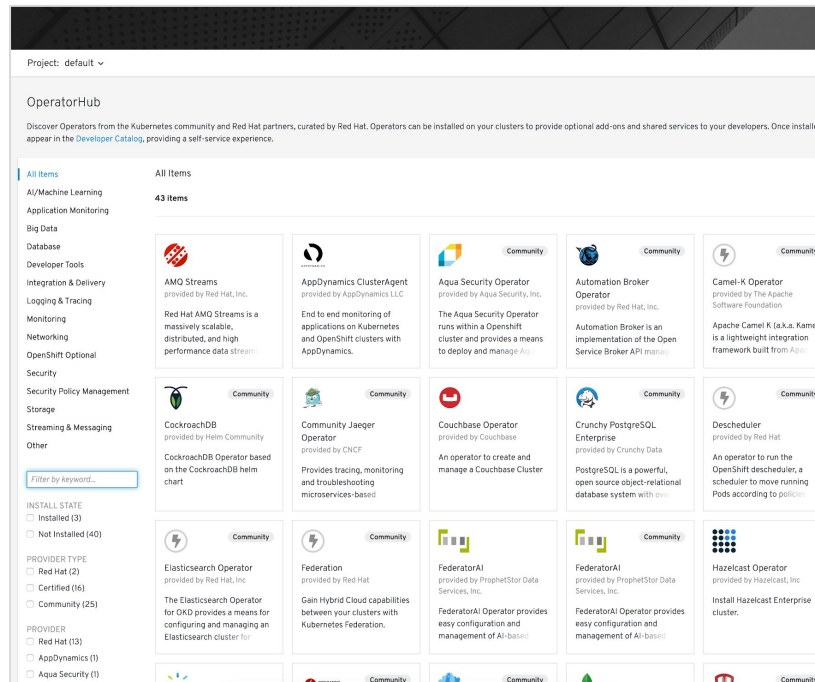 Project: default
OperatorHub
Discover Operators from the Kubernetes community and Red Hat partners, curated by Red Hat. Operators can be installed on your clusters to provide optional add-ons and shared services to your developers. Once
appear in the Developer Catalog, providing a self-service experience.
All Items
AI/Machine Learning
Application Monitoring
Big Data
Database
Developer Tools
Integration & Delivery
Logging & Tracing
Monitoring
Networking
OpenShift Optional
Security
Security Policy Management
Storage
Streaming & Messaging
Other
Filter by keyword...
INSTALL STATE
Installed (3)
Not Installed (40)
PROVIDER TYPE
Red Hat (2)
Certified (16)
Community (25)
PROVIDER
Red Hat (13)
AppDynamics (1)
Aqua Security (1)
All Items
43 items
AMQ Streams
provided by Red Hat, Inc.
Red Hat AMQ Streams is a
massively scalable,
distributed, and high
performance data
APPDYNAMICS
AppDynamics ClusterAgent
provided by AppDynamics LLC
End to end monitoring of
applications on Kubernetes
and OpenShift clusters with
AppDynamics.
Community
Aqua Security Operator
provided by Aqua Security, Inc.
The Aqua Security Operator
runs within a Openshift
cluster and provides a means
to deploy and manage
Community
Automation Broker
Operator
provided by Red Hat, Inc.
Automation Broker is an
implementation of the Open
Service Broker API
Camel-K Operator
provided by The Apache
Software Foundation
Apache Camel K (a.k.a.
is a lightweight integration
framework built from
Community
CockroachDB
provided by Helm Community
CockroachDB Operator based
on the CockroachDB helm
chart
Community
Community Jaeger
Operator
provided by CNCF
Provides tracing, monitoring
and troubleshooting
microservices-based
Couchbase Operator
provided by Couchbase
An operator to create and
manage a Couchbase Cluster
Community
Crunchy PostgreSQL
Enterprise
provided by Crunchy Data
PostgreSQL is a powerful,
open source object-relational
database system with
Descheduler
provided by Red Hat
An operator to run the
OpenShift descheduler, a
scheduler to move running
Pods according to policies
Community
Elasticsearch Operator
provided by Red Hat, Inc
The Elasticsearch Operator
for OKD provides a means for
configuring and managing an
Elasticsearch cluster for
Community
Federation
provided by Red Hat
Gain Hybrid Cloud capabilities
between your clusters with
Kubernetes Federation.
FederatorAI
provided by ProphetStor Data
Services, Inc.
FederatorAI Operator provides
easy configuration and
management of AI-based
Community
FederatorAI
provided by ProphetStor Data
Services, Inc.
FederatorAI Operator provides
easy configuration and
management of AI-based
Hazelcast Operator
provided by Hazelcast, Inc
Install Hazelcast Enterprise
cluster.
Community
Community